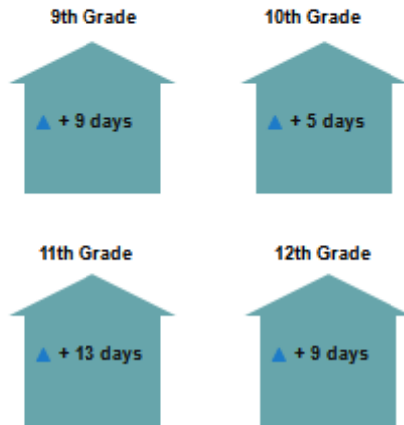 9th Grade
10th Grade
▲ + 9 days
▲ + 5 days
11th Grade
12th Grade
▲ + 13 days
▲ + 9 days